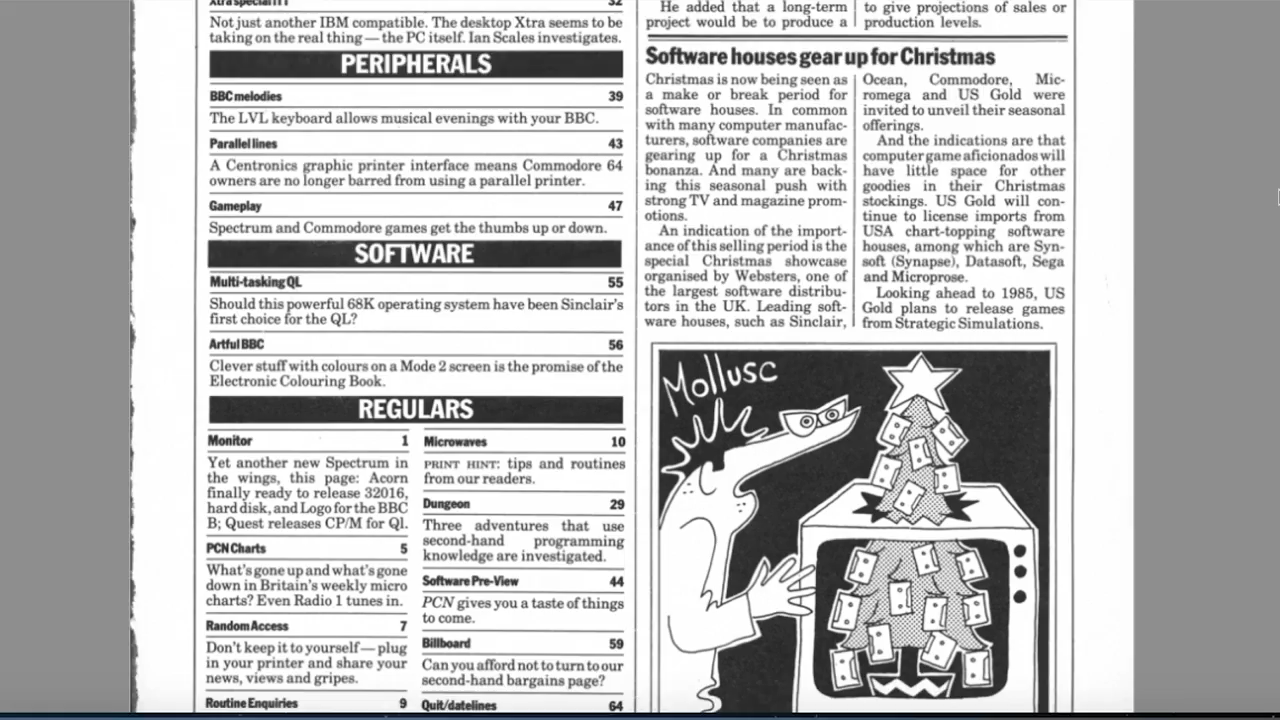 Xtra special ITT 32
Not just another IBM compatible. The desktop Xtra seems to be
taking on the real thing — the PC itself. Ian Scales investigates.
PERIPHERALS
BBC melodies 39
The LVL keyboard allows musical evenings with your BBC.
Parallel lines 43
A Centronics graphic printer interface means Commodore 64
owners are no longer barred from using a parallel printer.
Gameplay 47
Spectrum and Commodore games get the thumbs up or down.
SOFTWARE
Multi-tasking QL 55
Should this powerful 68K operating system have been Sinclair's
first choice for the QL?
Artful BBC 56
Clever stuff with colours on a Mode 2 screen is the promise of the
Electronic Colouring Book.
REGULARS
Monitor 1
Yet another new Spectrum in
the wings, this page: Acorn
finally ready to release 32016,
hard disk, and Logo for the BBC
B; Quest releases CP/M for Ql.
PCN Charts 5
What's gone up and what's gone
down in Britain's weekly micro
charts? Even Radio 1 tunes in.
Random Access 7
Don't keep it to yourself — plug
in your printer and share your
news, views and gripes.
Routine Enquiries 9
Microwaves 10
PRINT HINT: tips and routines
from our readers.
Dungeon 29
Three adventures that use
second-hand programming
knowledge are investigated.
Software Pre-View 44
PCN gives you a taste of things
to come.
Billboard 59
Can you afford not to turn to our
second-hand bargains page?
Quit/datelines 64
He added that a long-term
project would be to produce a
to give projections of sales or
production levels.
Software houses gear up for Christmas
Christmas is now being seen as
a make or break period for
software houses. In common
with many computer manufac-
turers, software companies are
gearing up for a Christmas
bonanza. And many are back-
ing this seasonal push with
strong TV and magazine prom-
otions.
An indication of the import-
ance of this selling period is the
special Christmas showcase
organised by Websters, one of
the largest software distribu-
tors in the UK. Leading soft-
ware houses, such as Sinclair,
Ocean, Commodore, Mic-
romega and US Gold were
invited to unveil their seasonal
offerings.
And the indications are that
computer game aficionados will
have little space for other
goodies in their Christmas
stockings. US Gold will con-
tinue to license imports from
USA chart-topping software
houses, among which are Syn-
soft (Synapse), Datasoft, Sega
and Microprose.
Looking ahead to 1985, US
Gold plans to release games
from Strategic Simulations.
Mollusc